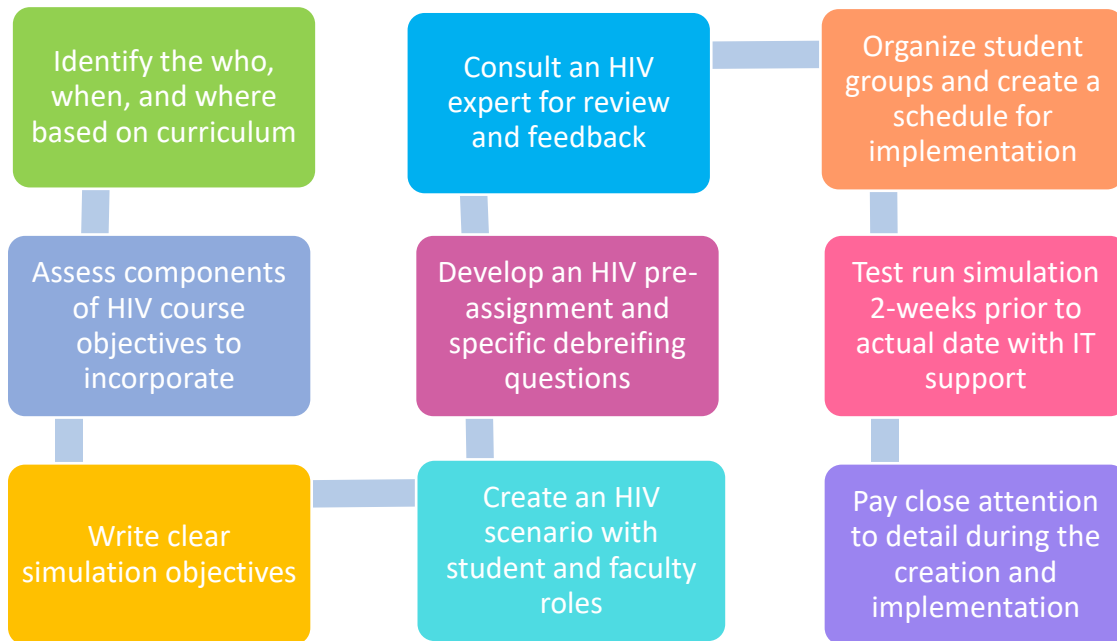 Identify the who,
when, and where
based on curriculum
Assess components
of HIV course
objectives to
incorporate
Write clear
simulation objectives
Create an HIV
scenario with
student and faculty
roles
Develop an HIV pre-
assignment and
specific debreifing
questions
Consult an HIV
expert for review
and feedback
Organize student
groups and create a
schedule for
implementation
Test run simulation
2-weeks prior to
actual date with IT
support
Pay close attention
to detail during the
creation and
implementation